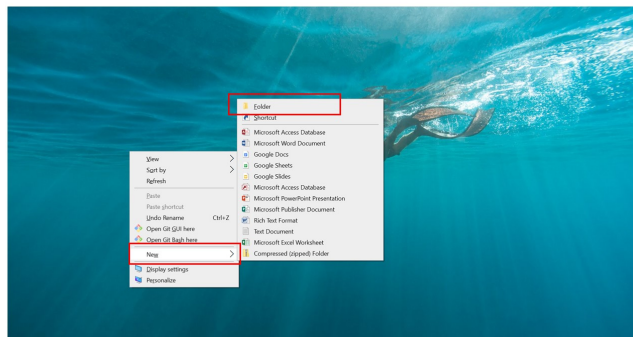 View
Sort by
Refresh
Paste
Paste shortcut
Undo Rename Ctrl+Z
Open Git GUI here
Open Git Bash here
New
Display settings
Personalize
Folder
Shortcut
Microsoft Access Database
Microsoft Word Document
Google Docs
Google Sheets
Google Slides
Microsoft Access Database
Microsoft PowerPoint Presentation
Microsoft Publisher Document
Rich Text Format
Text Document
Microsoft Excel Worksheet
Compressed (zipped) Folder